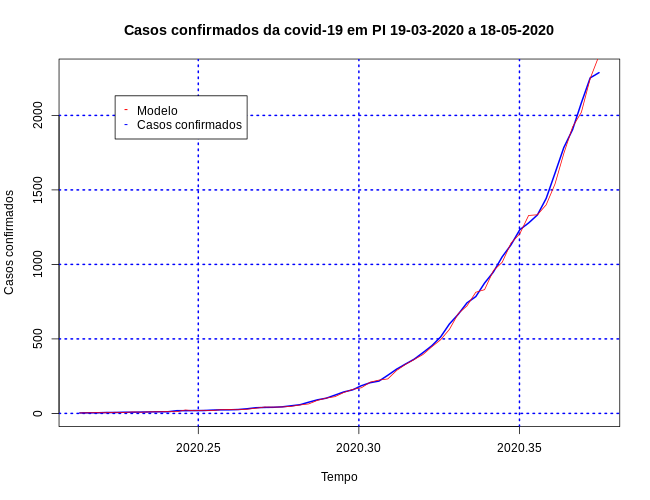 Casos confirmados da covid-19 em PI 19-03-2020 a 18-05-2020
Modelo
Casos confirmados
Casos confirmados
2000
1500
1000
500
0
2020.25 2020.30 2020.35
Tempo